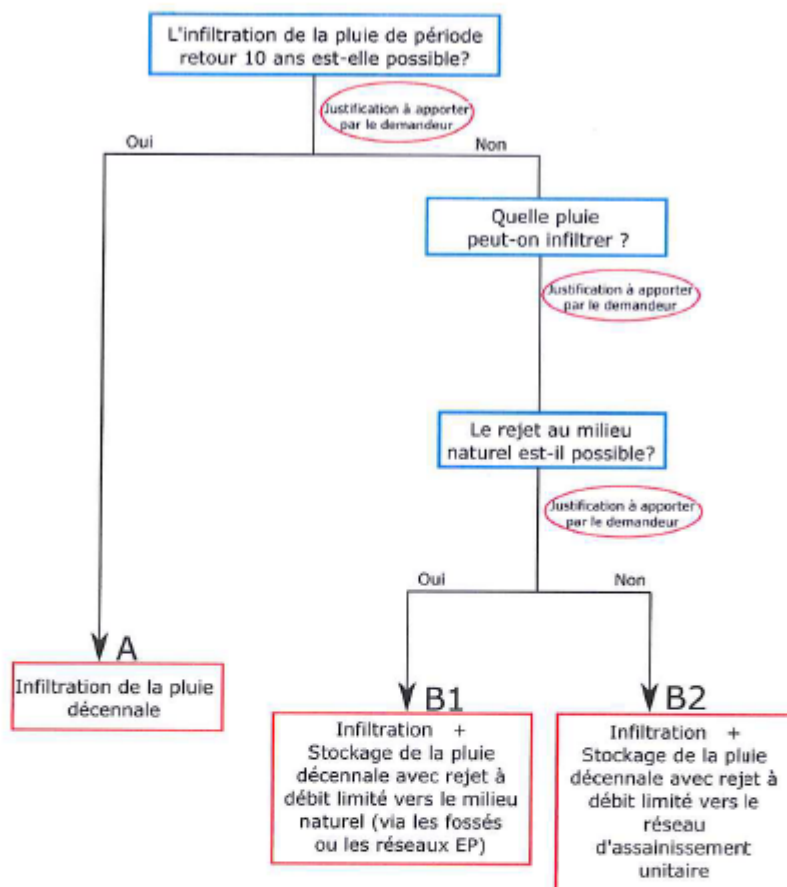 L'infiltration de la pluie de période
retour 10 ans est-elle possible?
Justification à apporter
par le demandeur
Oui
Non
Quelle pluie
peut-on infiltrer ?
Justification à apporter
par le demandeur
Le rejet au milieu
naturel est-il possible?
Justification à apporter
par le demandeur
Oui
Non
A
Infiltration de la pluie
décennale
B1
Infiltration +
Stockage de la pluie
décennale avec rejet à
débit limité vers le milieu
naturel (via les fossés
ou les réseaux EP)
B2
Infiltration +
Stockage de la pluie
décennale avec rejet à
débit limité vers le
réseau
d'assainissement
unitaire